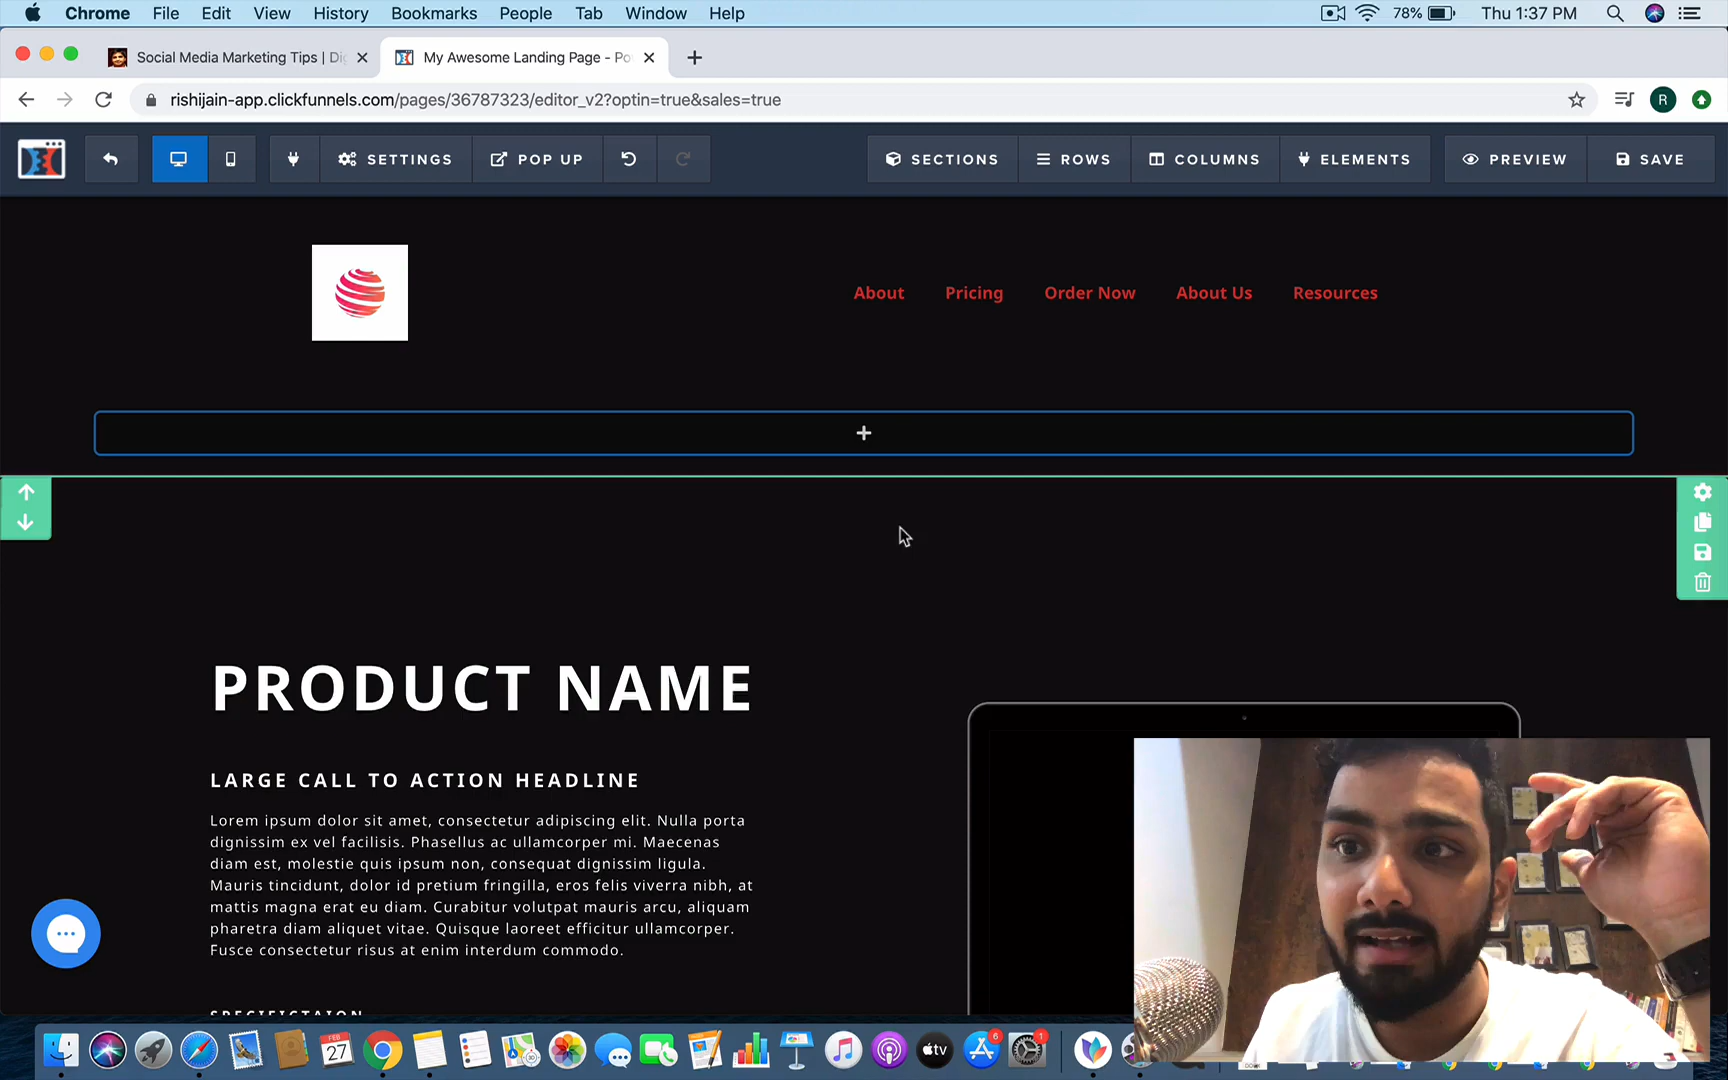 Chrome File Edit View History Bookmarks People Tab Window Help 78% Thu 1:37 PM
Social Media Marketing Tips | Di
My Awesome Landing Page - Po
rishijain-app.clickfunnels.com/pages/36787323/editor_v2?optin=true&sales=true
R
SETTINGS POP UP SECTIONS ROWS COLUMNS ELEMENTS PREVIEW SAVE
About Pricing Order Now About Us Resources
PRODUCT NAME
LARGE CALL TO ACTION HEADLINE
Lorem ipsum dolor sit amet, consectetur adipiscing elit. Nulla porta
dignissim ex vel facilisis. Phasellus ac ullamcorper mi. Maecenas
diam est, molestie quis ipsum non, consequat dignissim ligula.
Mauris tincidunt, dolor id pretium fringilla, eros felis viverra nibh, at
mattis magna erat eu diam. Curabitur volutpat mauris arcu, aliquam
pharetra diam aliquet vitae. Quisque laoreet efficitur ullamcorper.
Fusce consectetur risus at enim interdum commodo.
SPECIFICTAION
FEB
27
tv
6
1